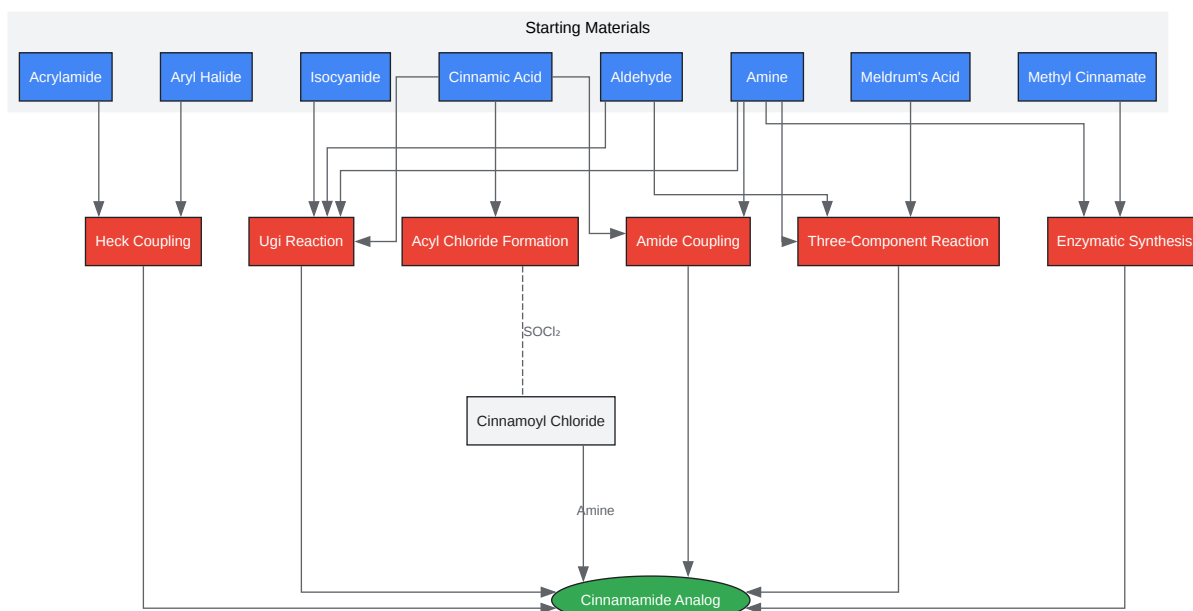 Starting Materials
Acrylamide
Aryl Halide
Isocyanide
Cinnamic Acid
Aldehyde
Amine
Meldrum's Acid
Methyl Cinnamate
Heck Coupling
Ugi Reaction
Acyl Chloride Formation
Amide Coupling
Three-Component Reaction
Enzymatic Synthesis
SOCl₂
Cinnamoyl Chloride
Amine
Cinnamamide Analog